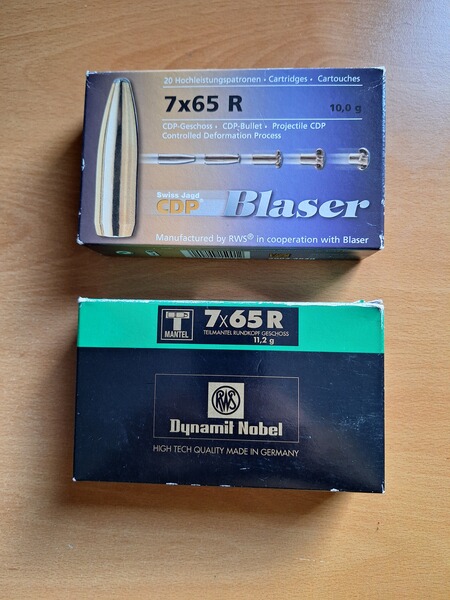 20 Hochleistungspatronen • Cartridges • Cartouches
7x65 R
10,0 g
CDP-Geschoss • CDP-Bullet • Projectile CDP
Controlled Deformation Process
Swiss Jagd
CDP® Blaser
Manufactured by RWS® in cooperation with Blaser
T
MANTEL
7x65 R
TEILMANTEL RUNDKOPF GESCHOSS
11,2 g
RWS
Dynamit Nobel
HIGH TECH QUALITY MADE IN GERMANY